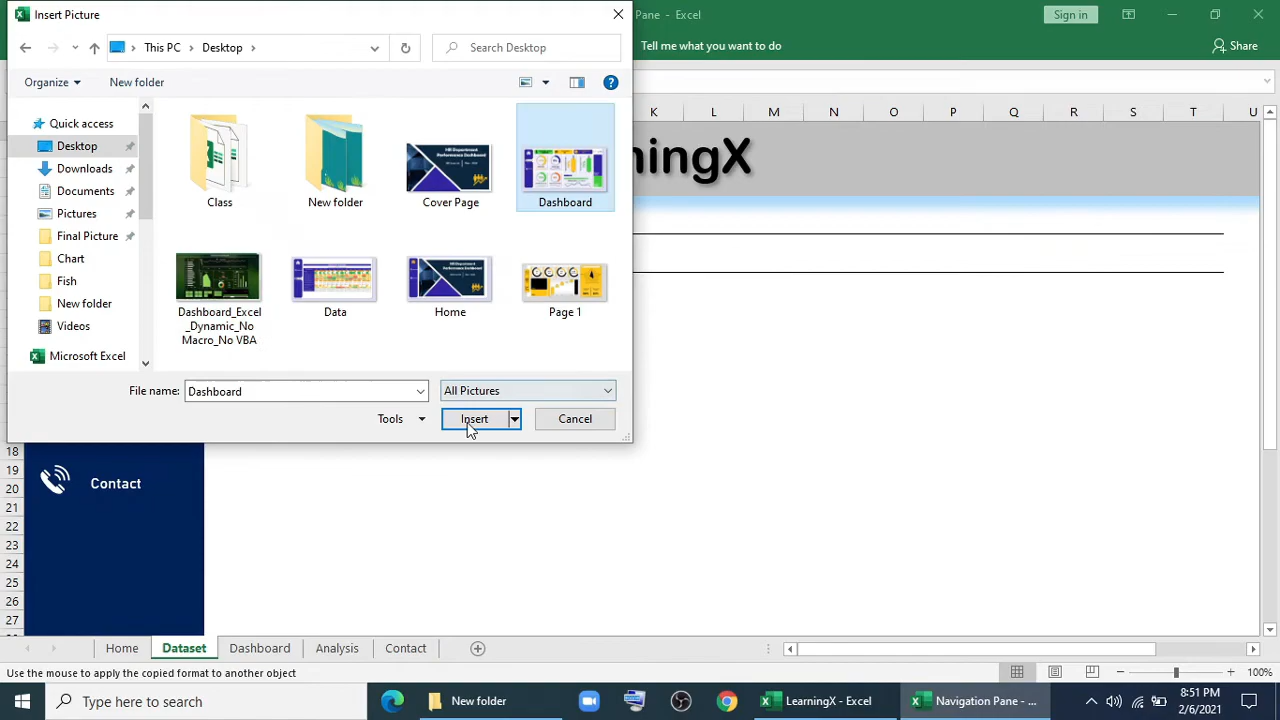 Insert Picture
Pane - Excel
Sign in
This PC
Desktop
Search Desktop
Tell me what you want to do
Share
Organize
New folder
K L M N O P Q R S T U
Quick access
Desktop
Downloads
Documents
Pictures
Final Picture
Chart
Fish
New folder
Videos
Microsoft Excel
Class
New folder
Cover Page
Dashboard
HR Department
Performance Dashboard
ningX
Dashboard_Excel
_Dynamic_No
Macro_No VBA
Data
Home
Page 1
File name:
Dashboard
All Pictures
Tools
Insert
Cancel
18
19
20
21
22
23
24
25
26
27
Contact
Home
Dataset
Dashboard
Analysis
Contact
Use the mouse to apply the copied format to another object
100%
Type here to search
New folder
LearningX - Excel
Navigation Pane - ...
8:51 PM
2/6/2021